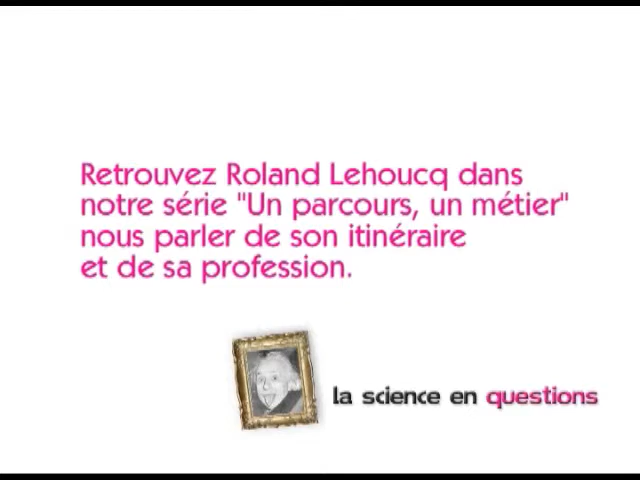 Retrouvez Roland Lehoucq dans
notre série "Un parcours, un métier"
nous parler de son itinéraire
et de sa profession.
la science en questions